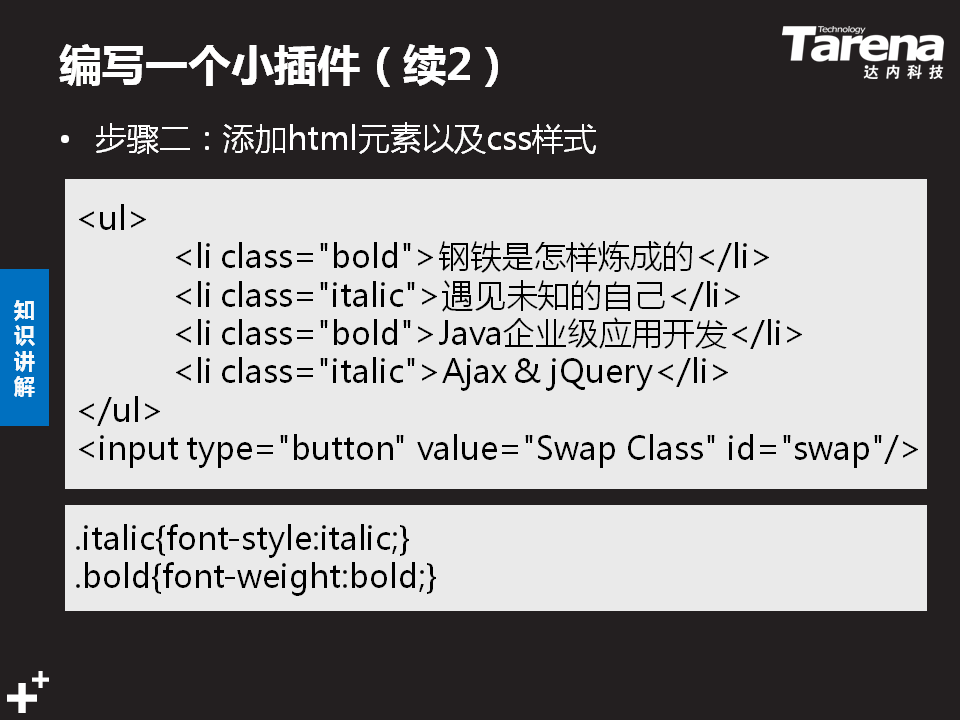 编写一个小插件（续2）
Technology
Tarena
达内科技
• 步骤二：添加html元素以及css样式
<ul>
<li class="bold">钢铁是怎样炼成的</li>
<li class="italic">遇见未知的自己</li>
<li class="bold">Java企业级应用开发</li>
<li class="italic">Ajax & jQuery</li>
</ul>
<input type="button" value="Swap Class" id="swap"/>
知识讲解
.italic{font-style:italic;}
.bold{font-weight:bold;}